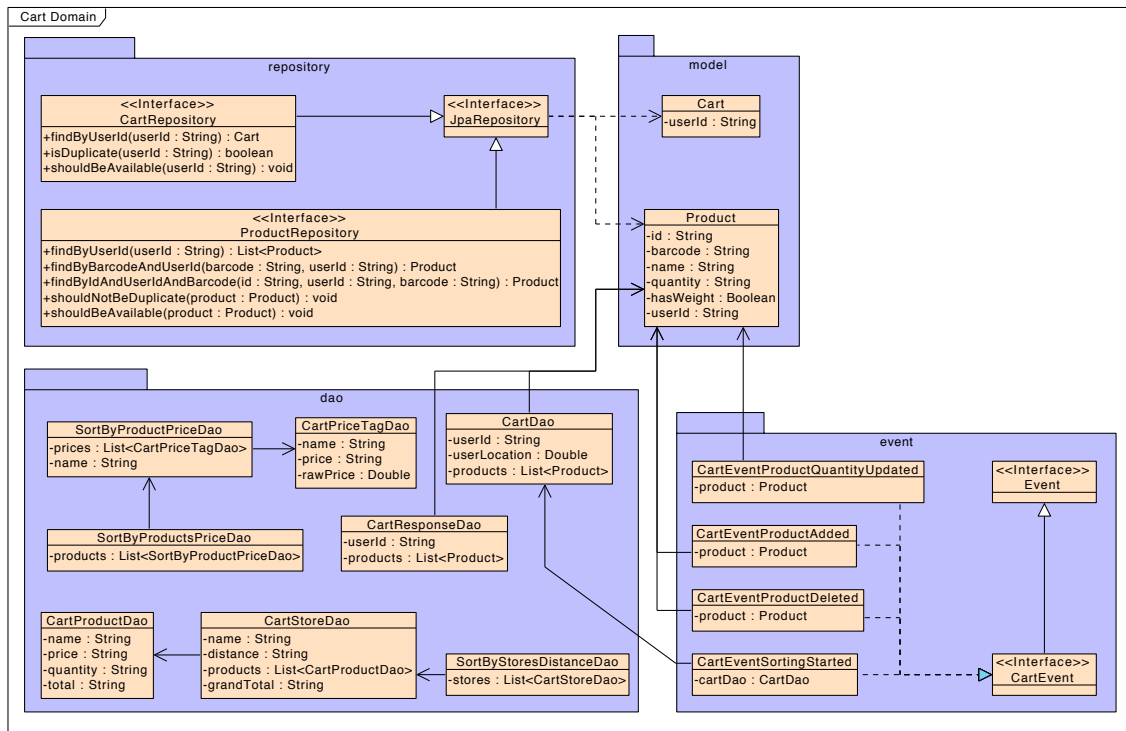 Cart Domain
repository
<<Interface>>
CartRepository
+findByUserId(userId : String) : Cart
+isDuplicate(userId : String) : boolean
+shouldBeAvailable(userId : String) : void
<<Interface>>
JpaRepository
<<Interface>>
ProductRepository
+findByUserId(userId : String) : List<Product>
+findByBarcodeAndUserId(barcode : String, userId : String) : Product
+findByIdAndUserIdAndBarcode(id : String, userId : String, barcode : String) : Product
+shouldNotBeDuplicate(product : Product) : void
+shouldBeAvailable(product : Product) : void
model
Cart
-userId : String
Product
-id : String
-barcode : String
-name : String
-quantity : String
-hasWeight : Boolean
-userId : String
dao
SortByProductPriceDao
-prices : List<CartPriceTagDao>
-name : String
CartPriceTagDao
-name : String
-price : String
-rawPrice : Double
CartDao
-userId : String
-userLocation : Double
-products : List<Product>
SortByProductsPriceDao
-products : List<SortByProductPriceDao>
CartResponseDao
-userId : String
-products : List<Product>
CartProductDao
-name : String
-price : String
-quantity : String
-total : String
CartStoreDao
-name : String
-distance : String
-products : List<CartProductDao>
-grandTotal : String
SortByStoresDistanceDao
-stores : List<CartStoreDao>
event
CartEventProductQuantityUpdated
-product : Product
<<Interface>>
Event
CartEventProductAdded
-product : Product
CartEventProductDeleted
-product : Product
CartEventSortingStarted
-cartDao : CartDao
<<Interface>>
CartEvent